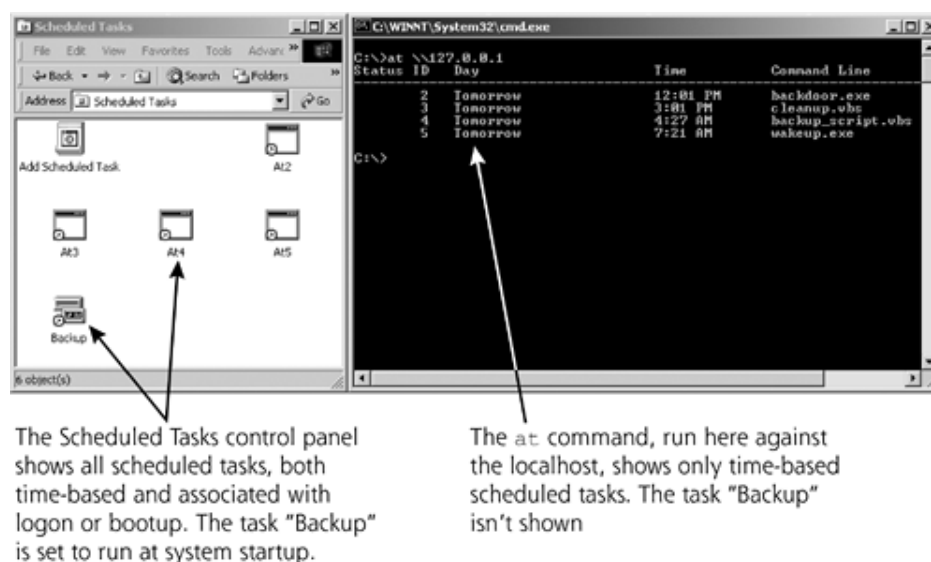 Scheduled Tasks
File Edit View Favorites Tools Advanc »
Back Search Folders »
Address Scheduled Tasks Go
Add Scheduled Task
At2
At3
At4
At5
Backup
6 object(s)
C:\WINNT\System32\cmd.exe
C:\>at \\127.0.0.1
Status ID Day Time Command Line
2 Tomorrow 12:01 PM backdoor.exe
3 Tomorrow 3:01 PM cleanup.vbs
4 Tomorrow 4:27 AM backup_script.vbs
5 Tomorrow 7:21 AM wakeup.exe
C:\>
The Scheduled Tasks control panel
shows all scheduled tasks, both
time-based and associated with
logon or bootup. The task "Backup"
is set to run at system startup.
The at command, run here against
the localhost, shows only time-based
scheduled tasks. The task "Backup"
isn't shown